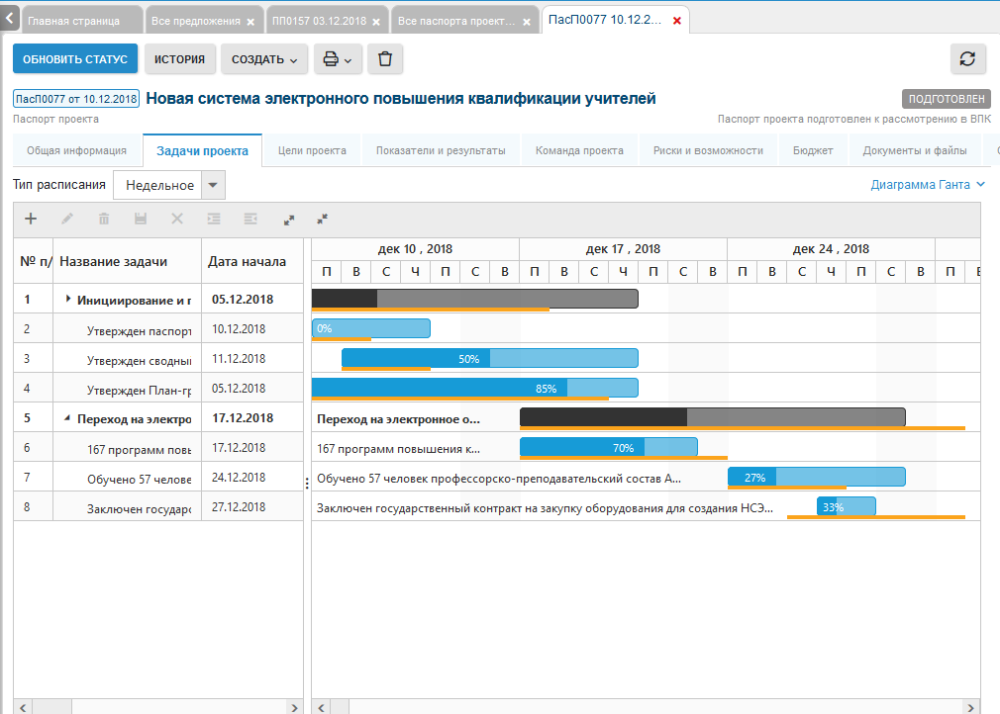 Главная страница
Все предложения
ПП0157 03.12.2018
Все паспорта проект...
ПасП0077 10.12.2...
ОБНОВИТЬ СТАТУС
ИСТОРИЯ
СОЗДАТЬ
ПасП0077 от 10.12.2018 Новая система электронного повышения квалификации учителей
ПОДГОТОВЛЕН
Паспорт проекта
Паспорт проекта подготовлен к рассмотрению в ВПК
Общая информация
Задачи проекта
Цели проекта
Показатели и результаты
Команда проекта
Риски и возможности
Бюджет
Документы и файлы
Тип расписания Недельное
Диаграмма Ганта
№ п/ Название задачи Дата начала
дек 10 , 2018 дек 17 , 2018 дек 24 , 2018
П В С Ч П С В П В С Ч П С В П В С Ч П С В П
1 Инициирование и п 05.12.2018
2 Утвержден паспорт 10.12.2018 0%
3 Утвержден сводны 11.12.2018 50%
4 Утвержден План-гр 05.12.2018 85%
5 Переход на электро 17.12.2018 Переход на электронное о...
6 167 программ повы 17.12.2018 167 программ повышения к... 70%
7 Обучено 57 челове 24.12.2018 Обучено 57 человек профессорско-преподавательский состав А... 27%
8 Заключен государс 27.12.2018 Заключен государственный контракт на закупку оборудования для создания НСЭ... 33%